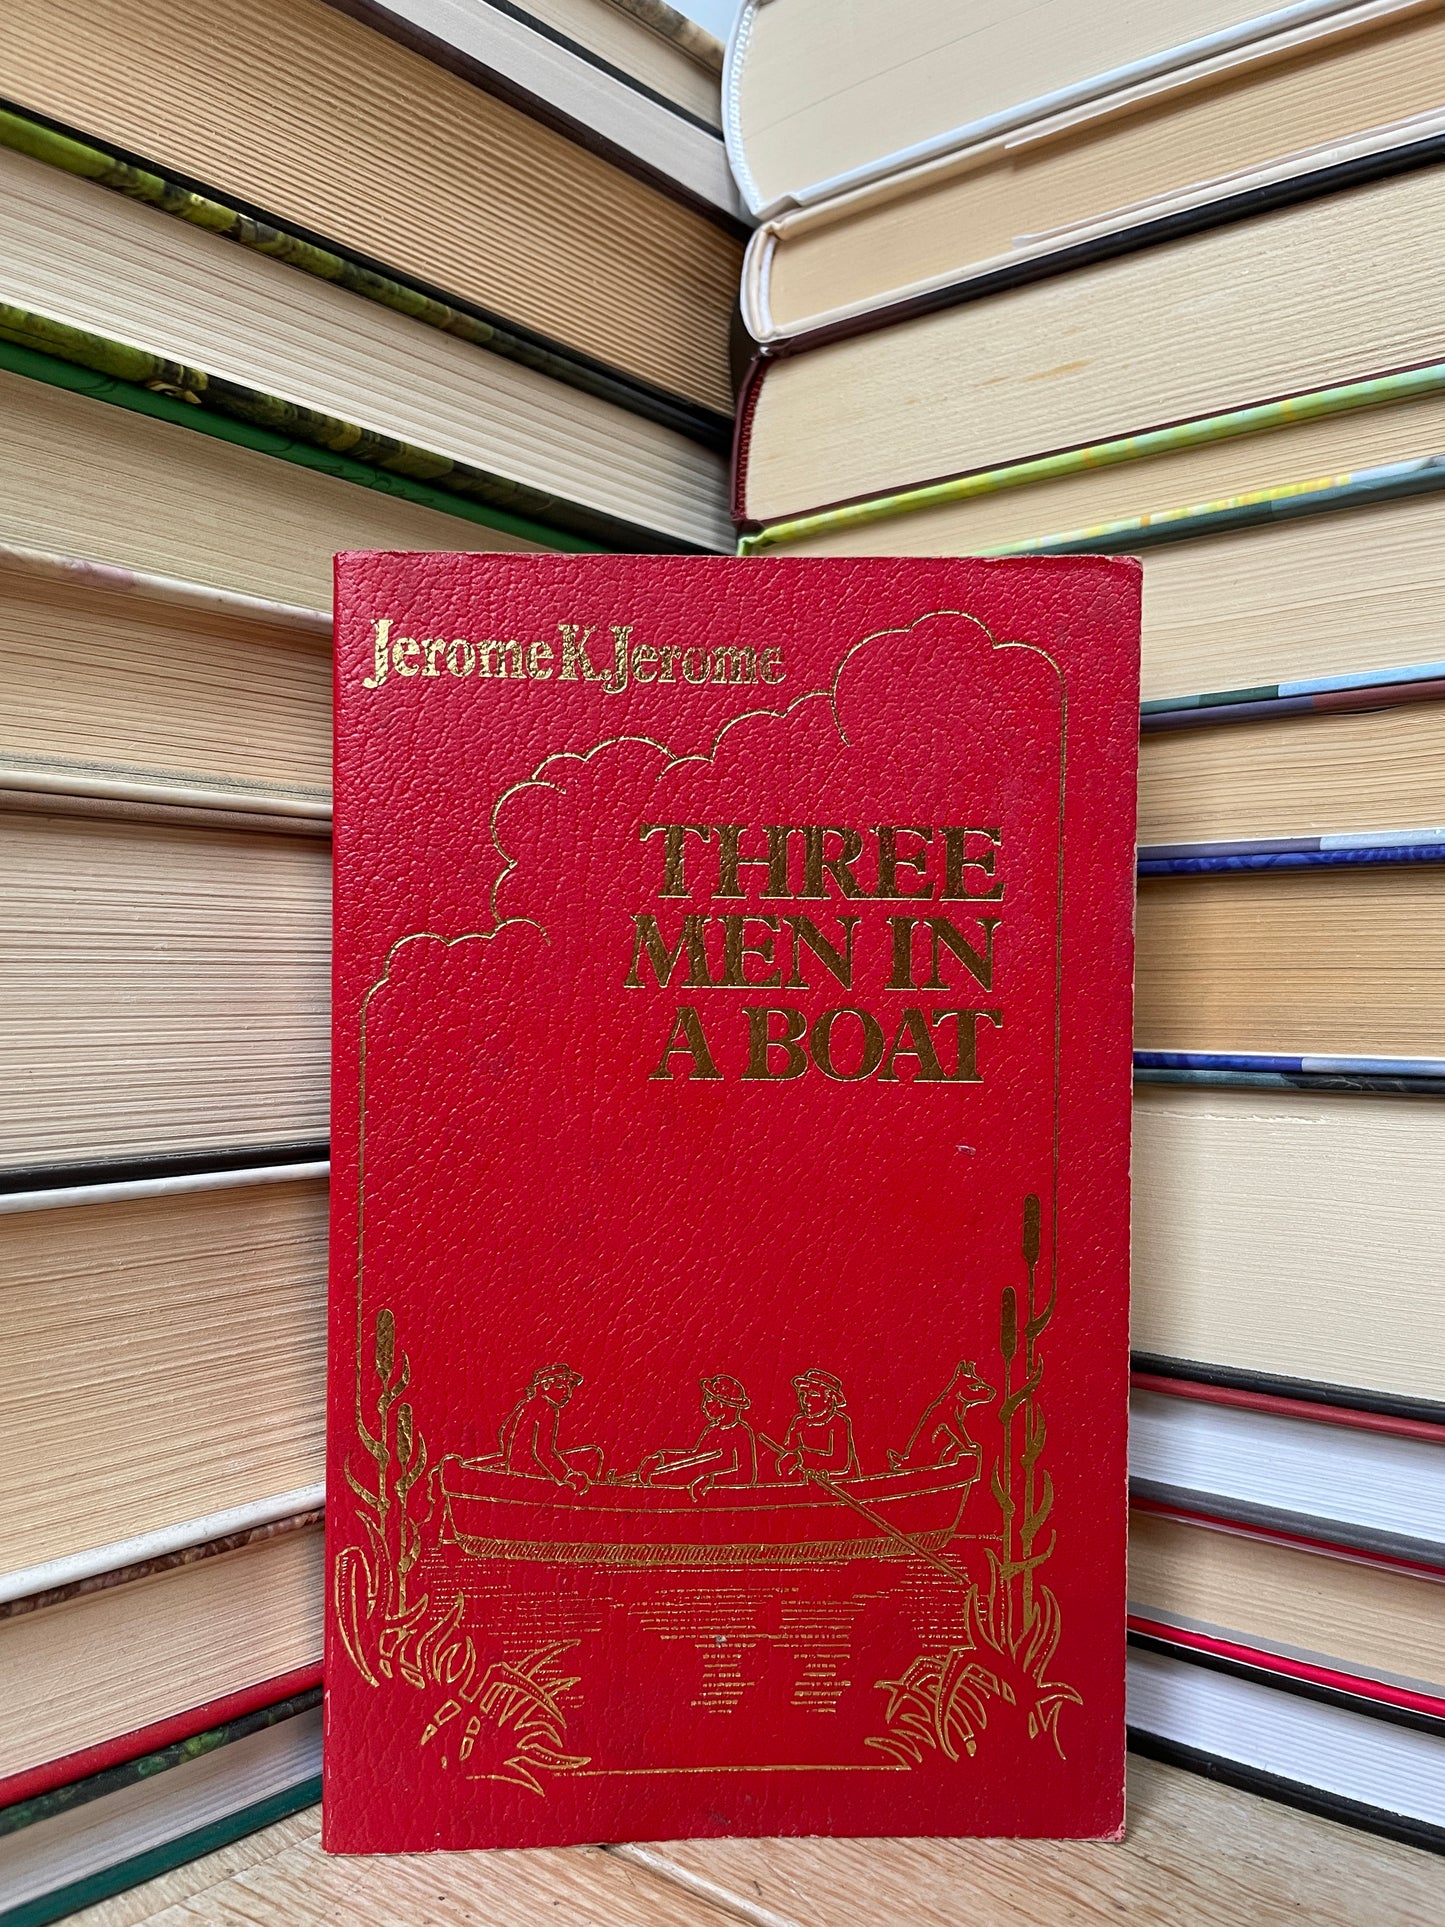 Jerome K. Jerome
THREE
MEN IN
A BOAT